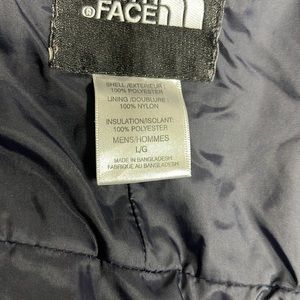 FACE
SHELL/EXTERIEUR:
100% POLYESTER
LINING/DOUBLURE:
100% NYLON
INSULATION/ISOLANT:
100% POLYESTER
MENS/HOMMES
L/G
MADE IN BANGLADESH
FABRIQUE AU BANGLADESH